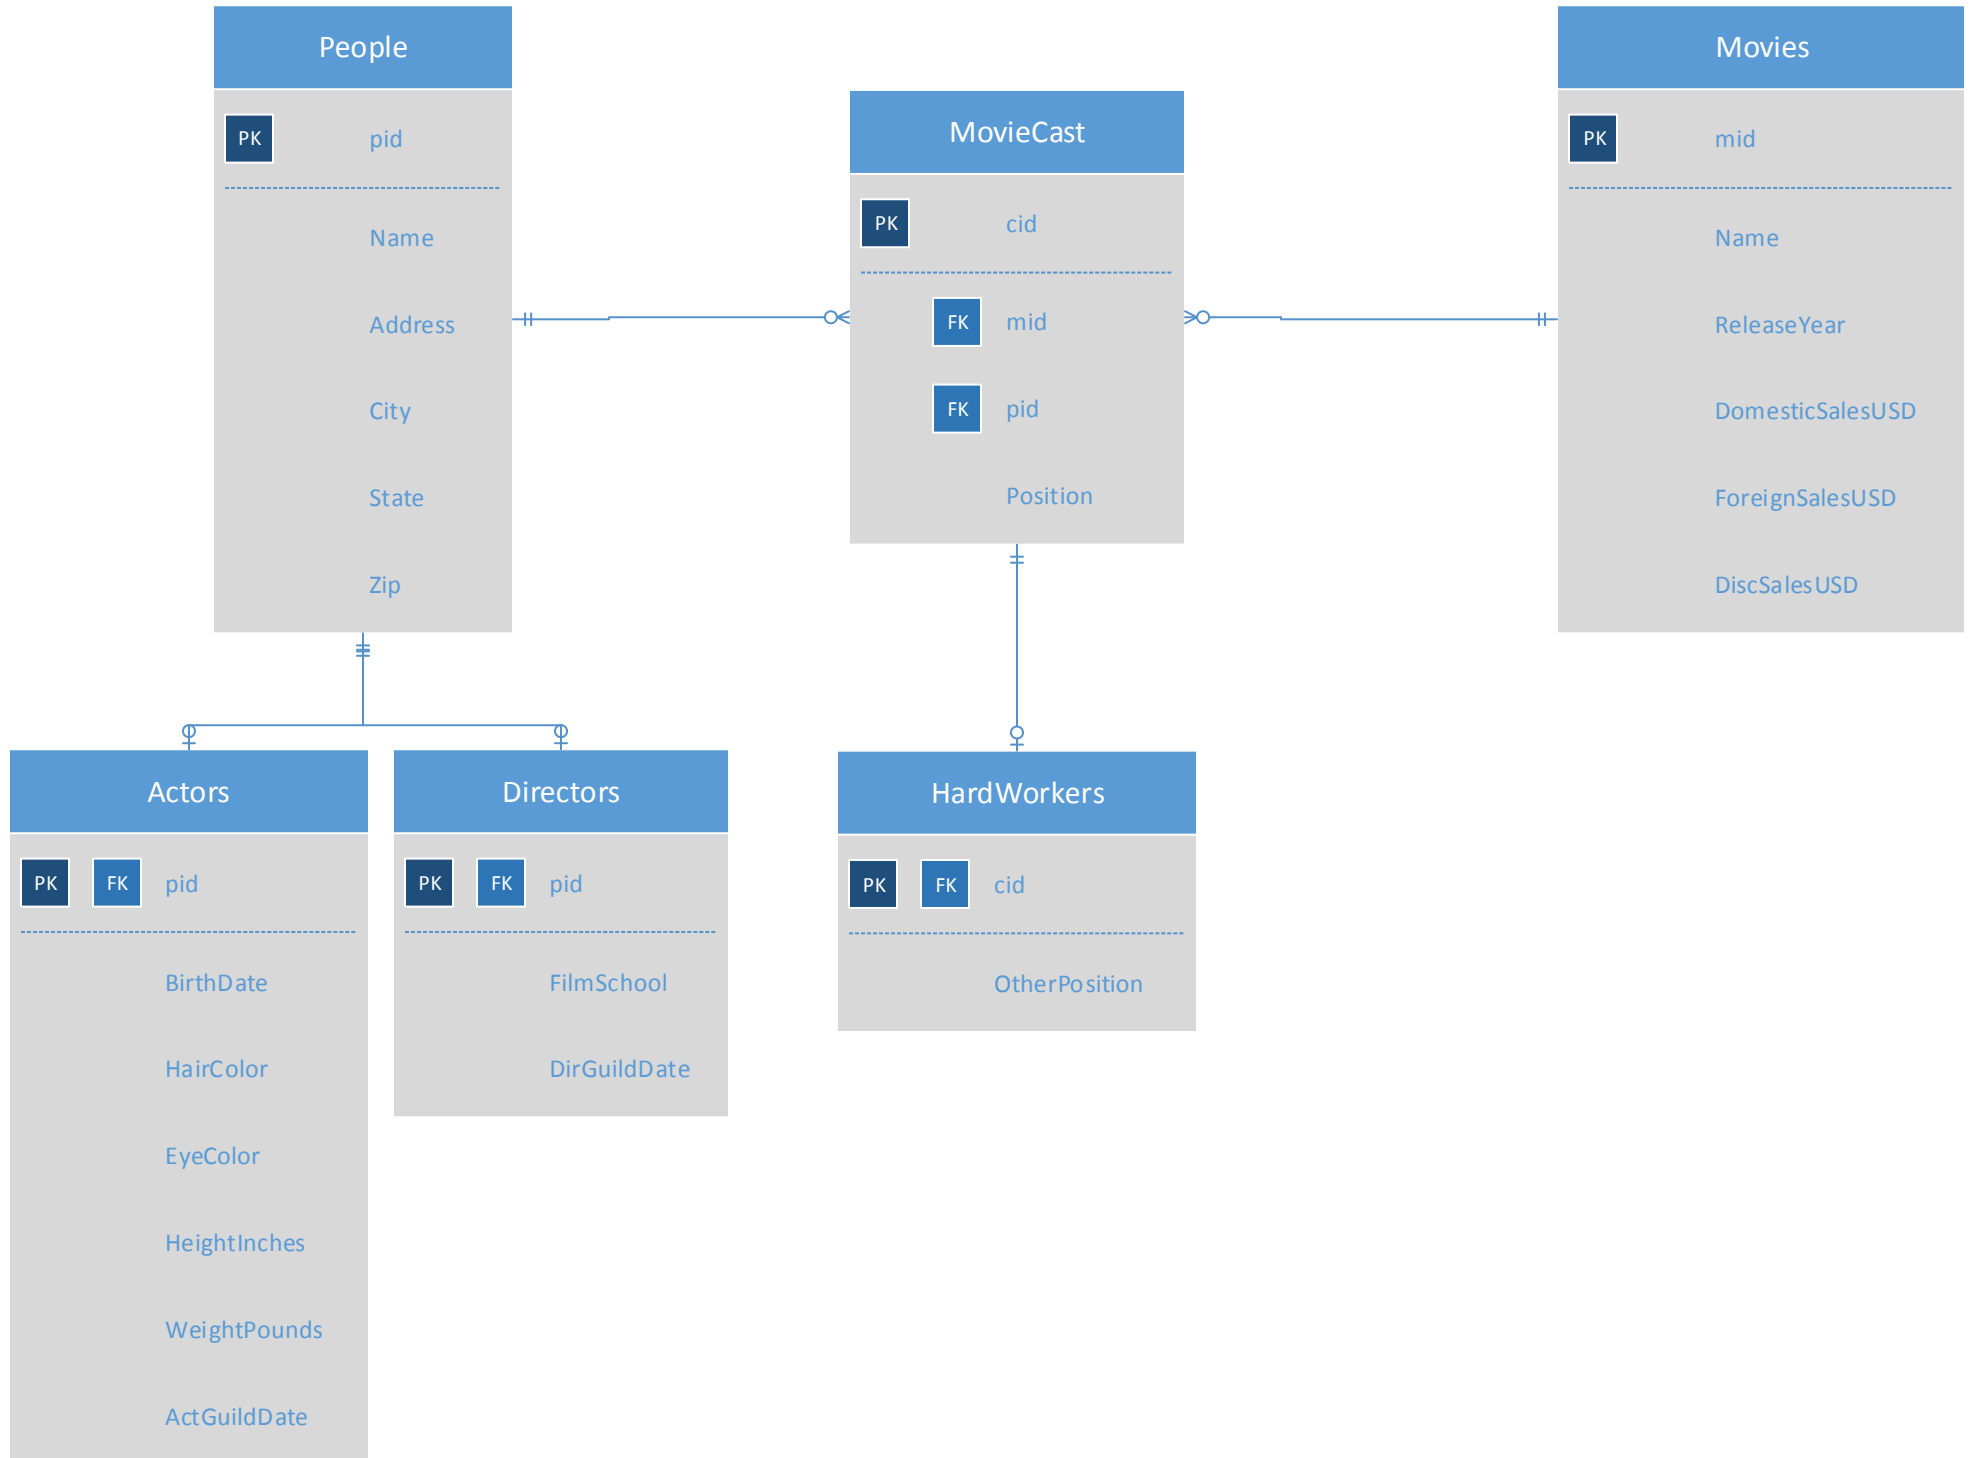 People
PK pid
Name
Address
City
State
Zip
MovieCast
PK cid
FK mid
FK pid
Position
Movies
PK mid
Name
ReleaseYear
DomesticSalesUSD
ForeignSalesUSD
DiscSalesUSD
Actors
PK FK pid
BirthDate
HairColor
EyeColor
HeightInches
WeightPounds
ActGuildDate
Directors
PK FK pid
FilmSchool
DirGuildDate
HardWorkers
PK FK cid
OtherPosition